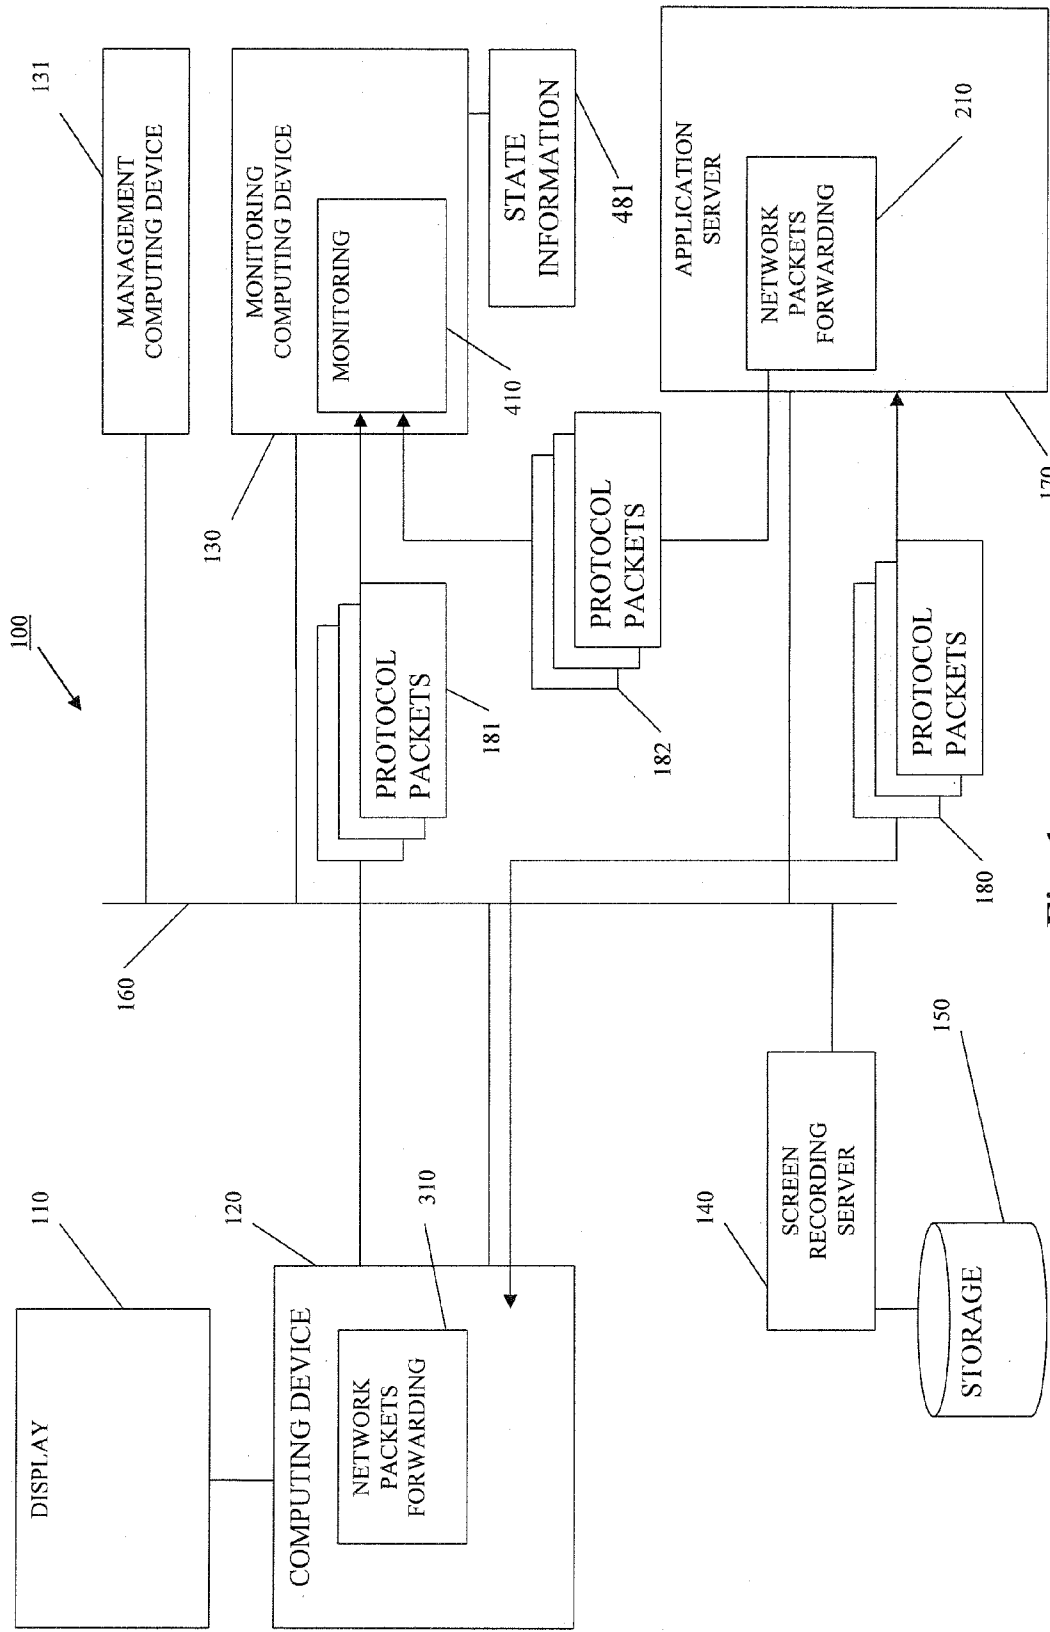 DISPLAY
110
100
131
MANAGEMENT
COMPUTING DEVICE
160
120
130
MONITORING
COMPUTING DEVICE
COMPUTING DEVICE
MONITORING
NETWORK
PACKETS
FORWARDING
310
PROTOCOL
PACKETS
181
410
STATE
INFORMATION
481
PROTOCOL
PACKETS
182
APPLICATION
SERVER
140
NETWORK
PACKETS
FORWARDING
210
SCREEN
RECORDING
SERVER
PROTOCOL
PACKETS
150
180
STORAGE